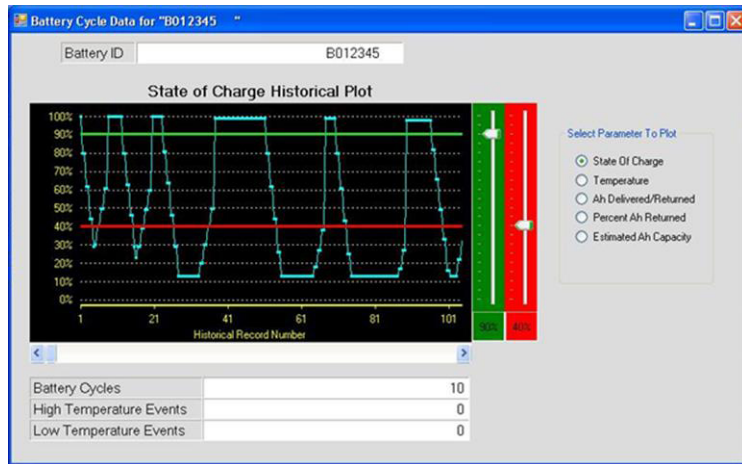 Battery Cycle Data for "B012345    "
Battery ID B012345
State of Charge Historical Plot
100%
90%
80%
70%
60%
50%
40%
30%
20%
10%
0%
1 21 41 61 81 101
Historical Record Number
90% 40%
Select Parameter To Plot
State Of Charge
Temperature
Ah Delivered/Returned
Percent Ah Returned
Estimated Ah Capacity
Battery Cycles 10
High Temperature Events 0
Low Temperature Events 0